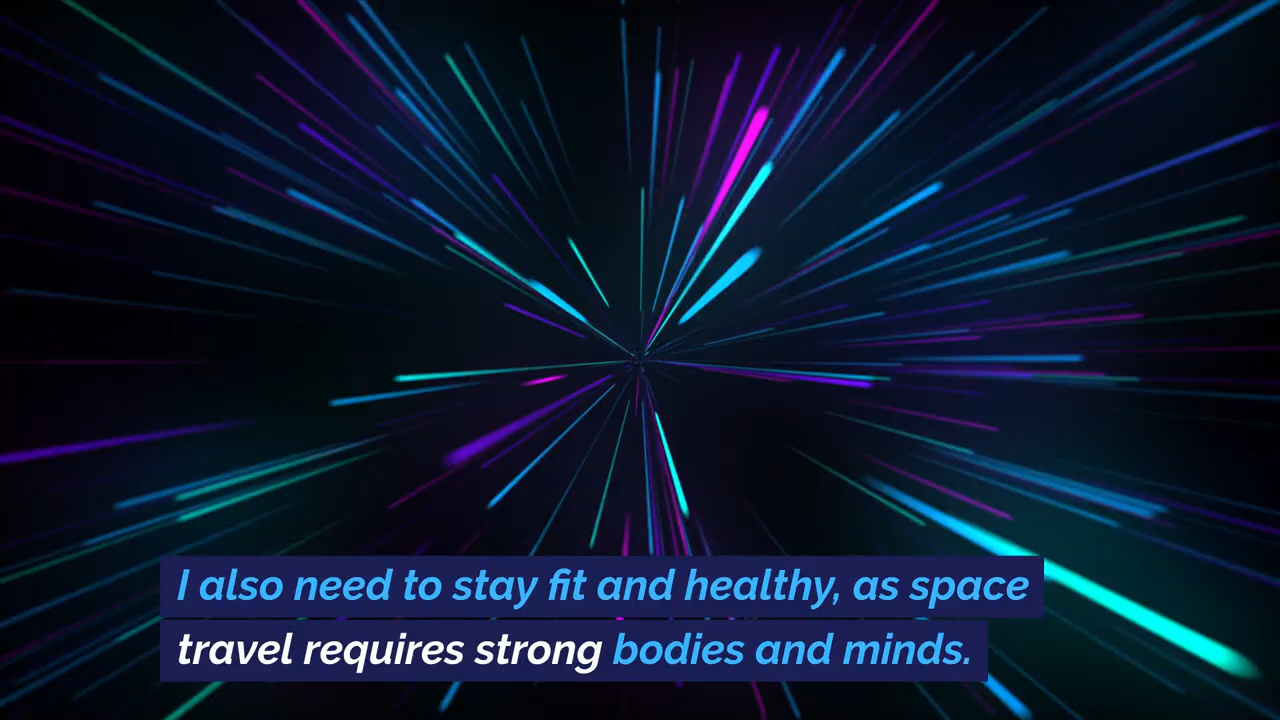 I also need to stay fit and healthy, as space
travel requires strong bodies and minds.